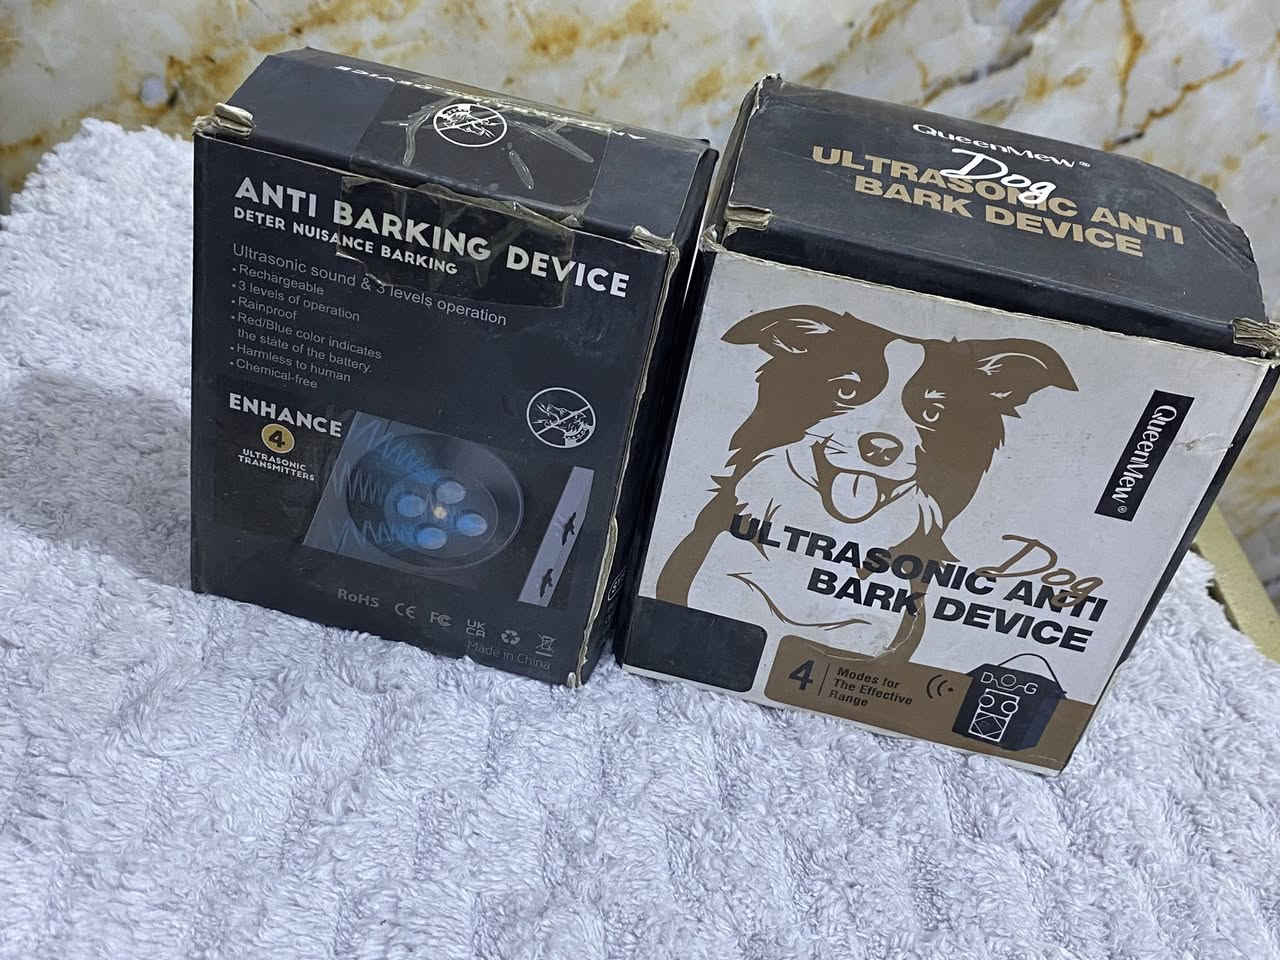 ANTI BARKING DEVICE
DETER NUISANCE BARKING
Ultrasonic sound & 3 levels operation
• Rechargeable
• 3 levels of operation
• Rainproof
• Red/Blue color indicates
the state of the battery.
• Harmless to human
• Chemical-free
ENHANCE
4
ULTRASONIC
TRANSMITTERS
RoHS CE FC UK CA
Made in China
QueenMew®
Dog
ULTRASONIC ANTI
BARK DEVICE
QueenMew®
Dog
ULTRASONIC ANTI
BARK DEVICE
4 Modes for
The Effective
Range
DOG